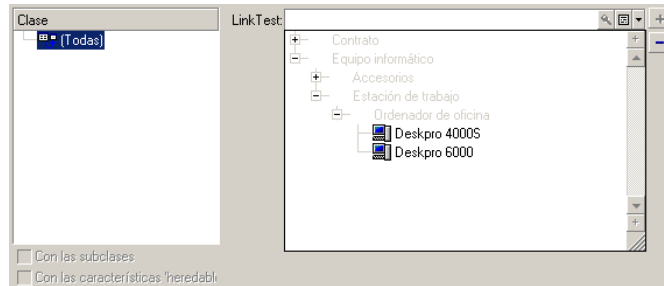 Clase
(Todas)
Con las subclases
Con las características 'heredabl
LinkTest:
Contrato
Equipo informático
Accesorios
Estación de trabajo
Ordenador de oficina
Deskpro 4000S
Deskpro 6000